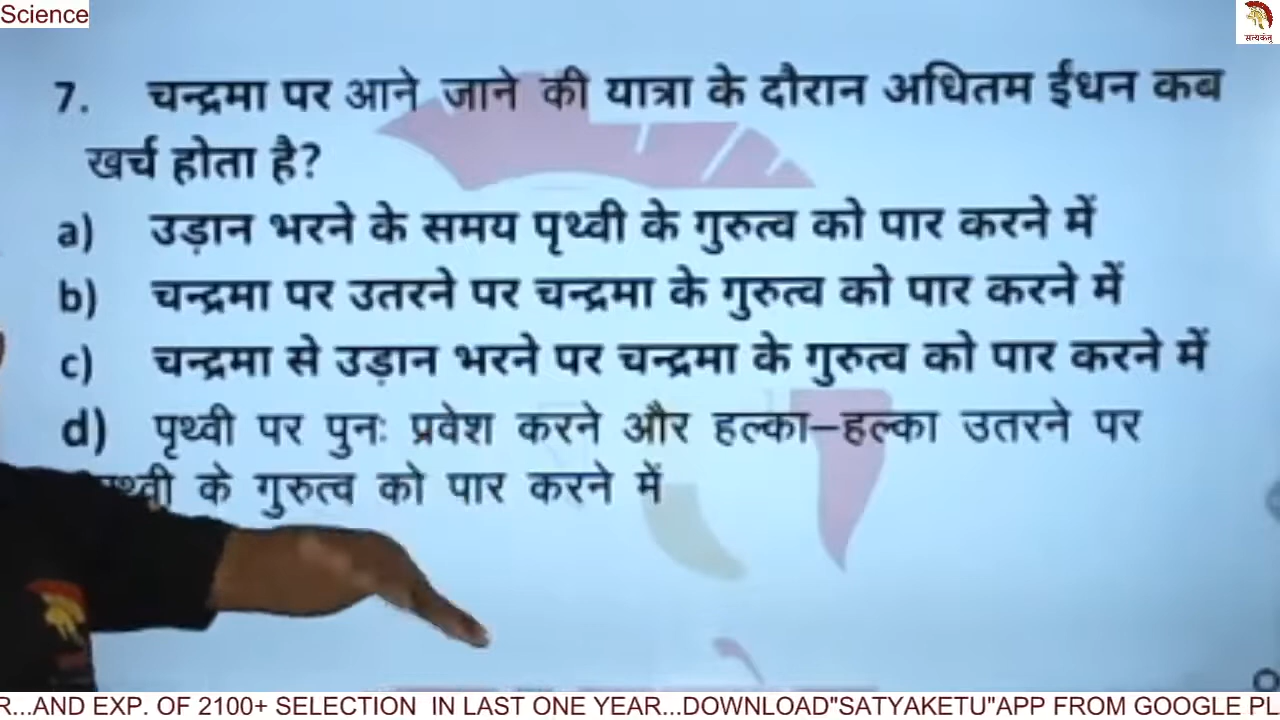 Science
सत्यकेतु
7. चन्द्रमा पर आने जाने की यात्रा के दौरान अधितम ईंधन कब
खर्च होता है?
a) उड़ान भरने के समय पृथ्वी के गुरुत्व को पार करने में
b) चन्द्रमा पर उतरने पर चन्द्रमा के गुरुत्व को पार करने में
c) चन्द्रमा से उड़ान भरने पर चन्द्रमा के गुरुत्व को पार करने में
d) पृथ्वी पर पुनः प्रवेश करने और हल्का–हल्का उतरने पर
के गुरुत्व को पार करने में
R...AND EXP. OF 2100+ SELECTION IN LAST ONE YEAR...DOWNLOAD"SATYAKETU"APP FROM GOOGLE PL